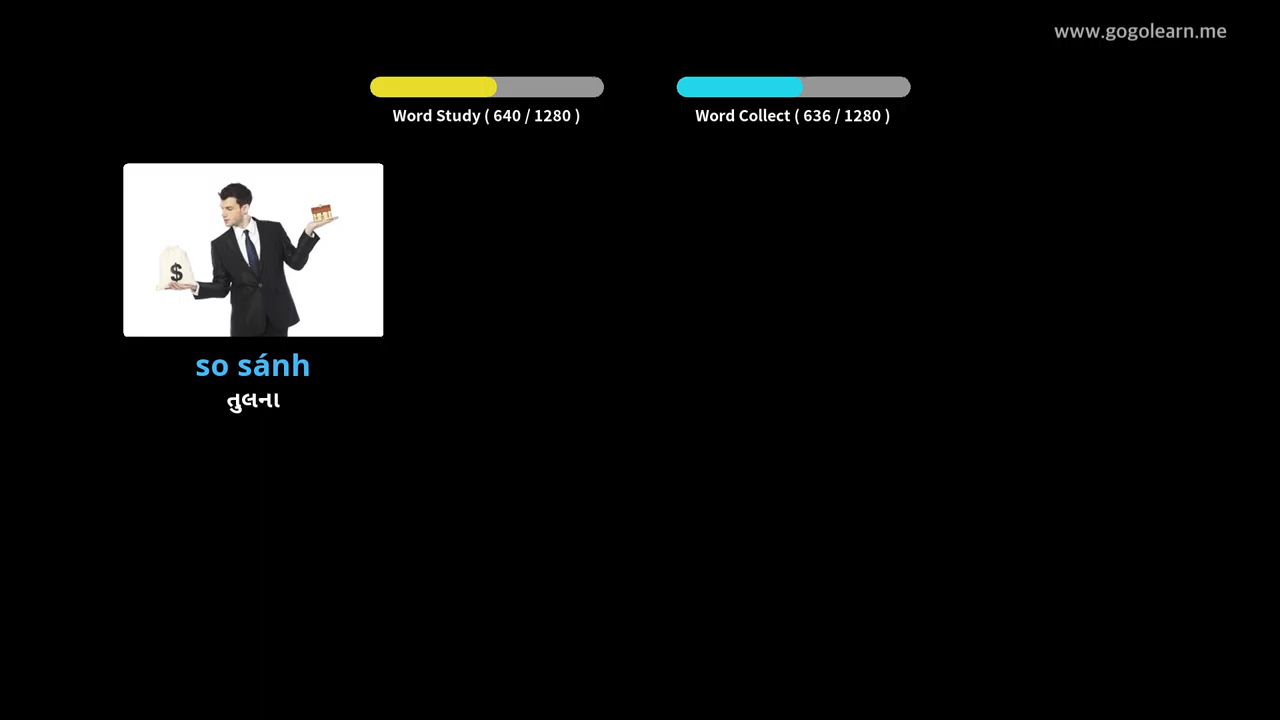 www.gogolearn.me
Word Study ( 640 / 1280 )
Word Collect ( 636 / 1280 )
$
so sánh
તુલના